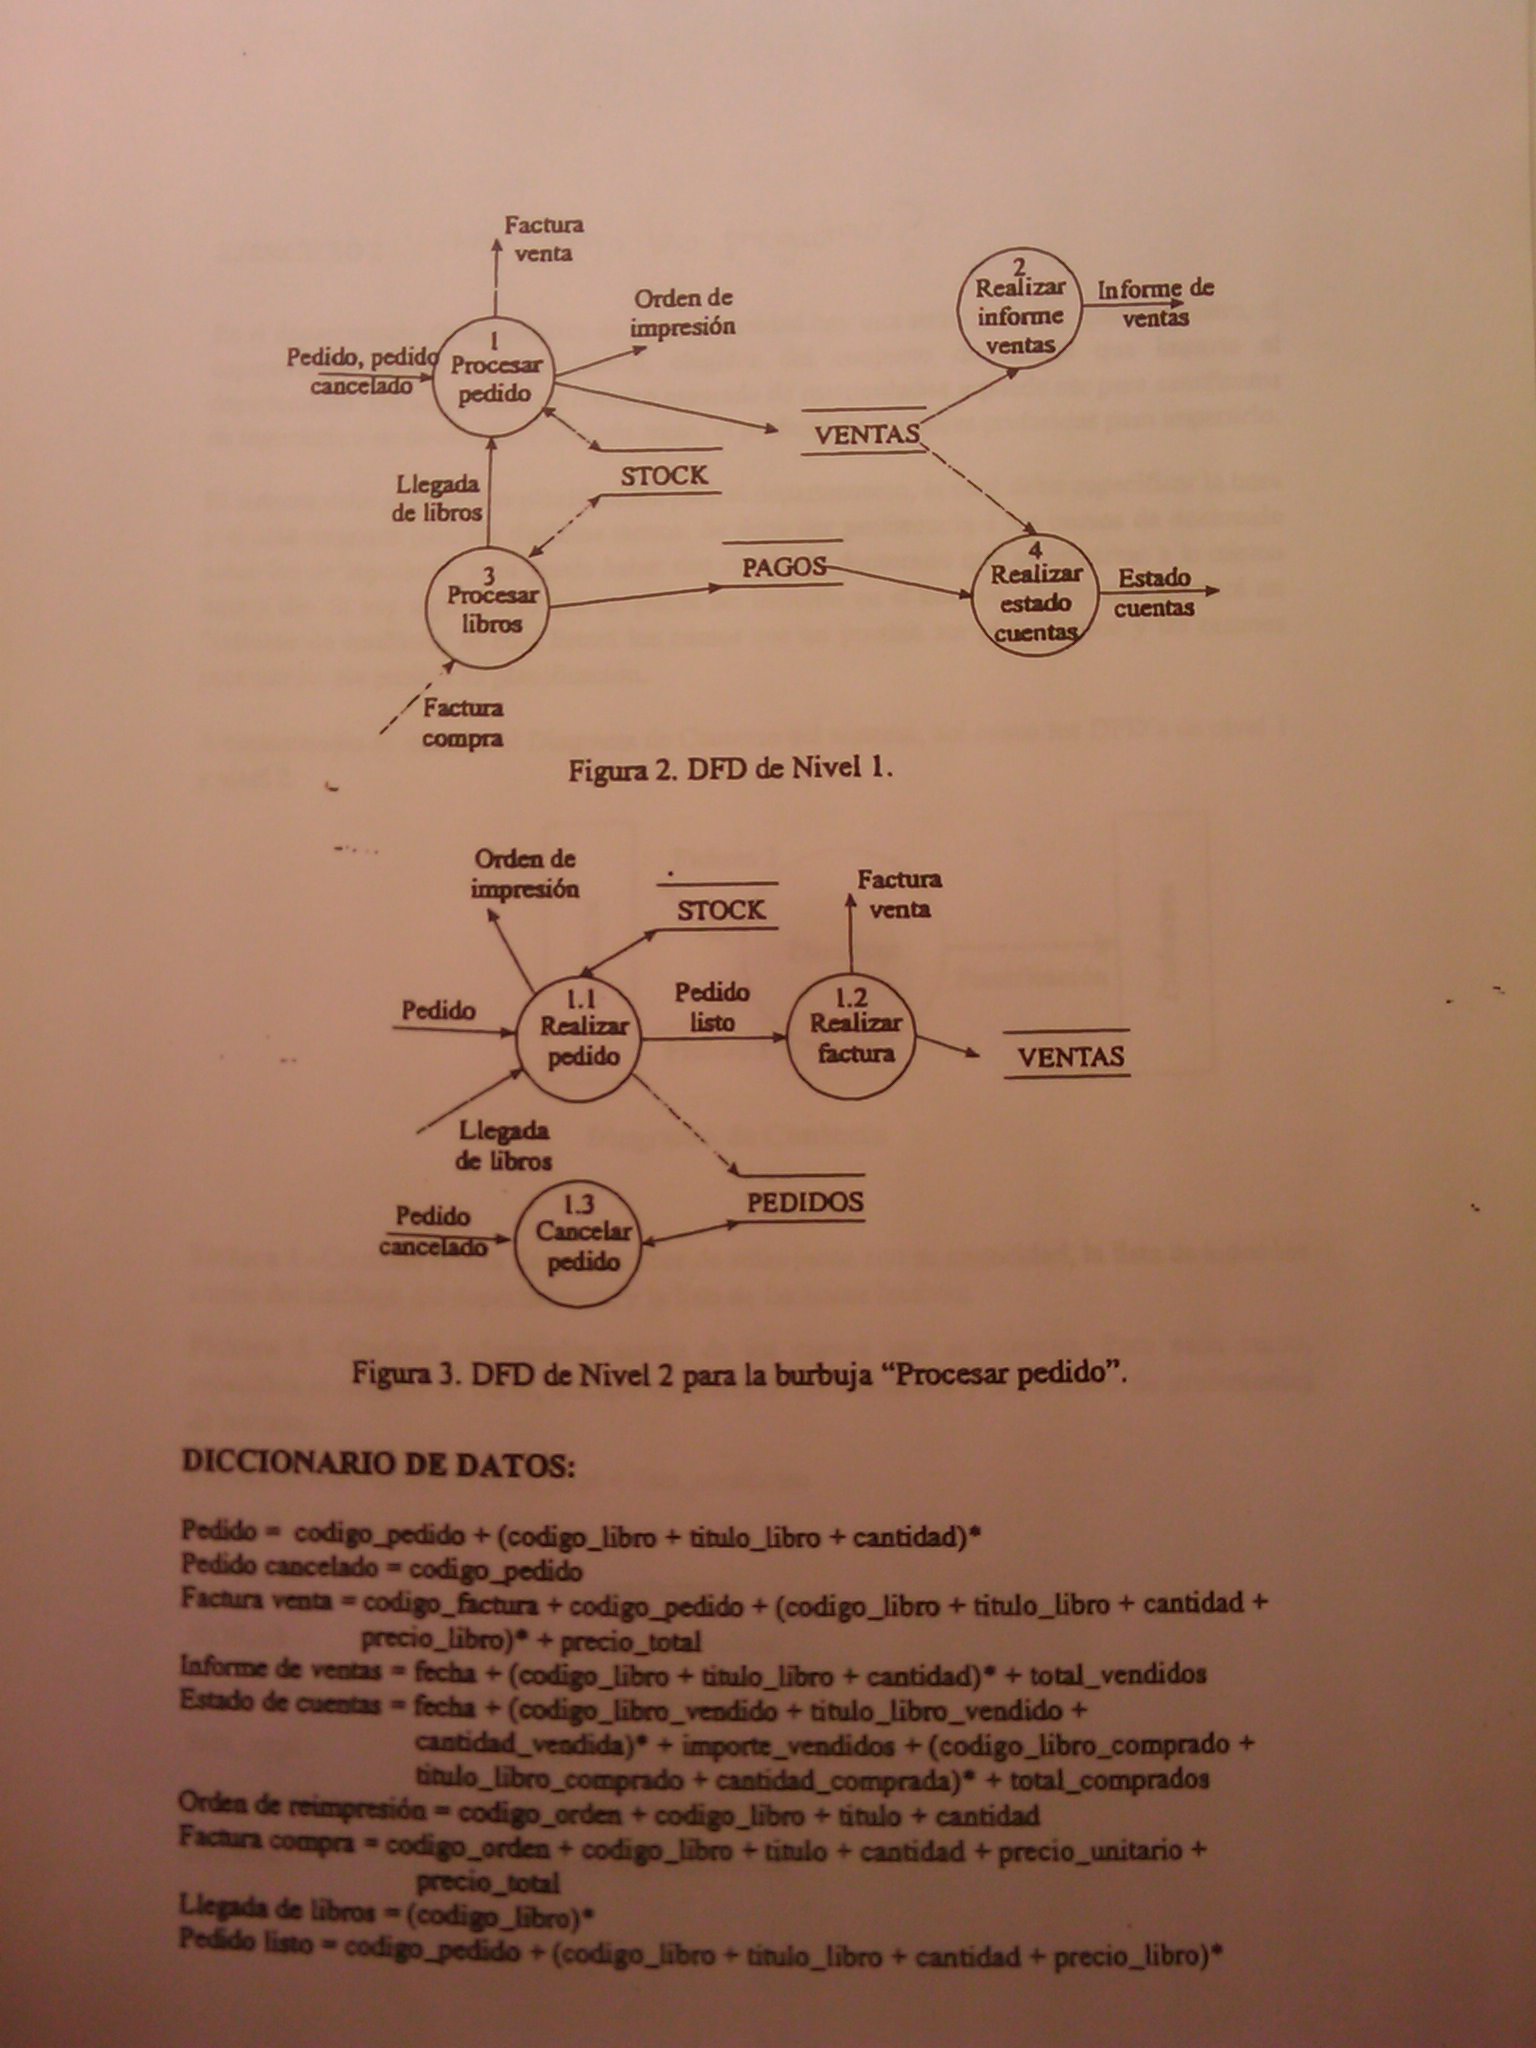 Factura
venta
Orden de
impresión
1
Procesar
pedido
Pedido, pedido
cancelado
2
Realizar
informe
ventas
Informe de
ventas
VENTAS
STOCK
Llegada
de libros
3
Procesar
libros
PAGOS
4
Realizar
estado
cuentas
Estado
cuentas
Factura
compra
Figura 2. DFD de Nivel 1.
Orden de
impresión
STOCK
Factura
venta
Pedido
1.1
Realizar
pedido
Pedido
listo
1.2
Realizar
factura
VENTAS
Llegada
de libros
Pedido
cancelado
1.3
Cancelar
pedido
PEDIDOS
Figura 3. DFD de Nivel 2 para la burbuja “Procesar pedido”.
DICCIONARIO DE DATOS:
Pedido = codigo_pedido + (codigo_libro + titulo_libro + cantidad)*
Pedido cancelado = codigo_pedido
Factura venta = codigo_factura + codigo_pedido + (codigo_libro + titulo_libro + cantidad +
precio_libro)* + precio_total
Informe de ventas = fecha + (codigo_libro + titulo_libro + cantidad)* + total_vendidos
Estado de cuentas = fecha + (codigo_libro_vendido + titulo_libro_vendido +
cantidad_vendida)* + importe_vendidos + (codigo_libro_comprado +
titulo_libro_comprado + cantidad_comprada)* + total_comprados
Orden de reimpresión = codigo_orden + codigo_libro + titulo + cantidad
Factura compra = codigo_orden + codigo_libro + titulo + cantidad + precio_unitario +
precio_total
Llegada de libros = (codigo_libro)*
Pedido listo = codigo_pedido + (codigo_libro + titulo_libro + cantidad + precio_libro)*